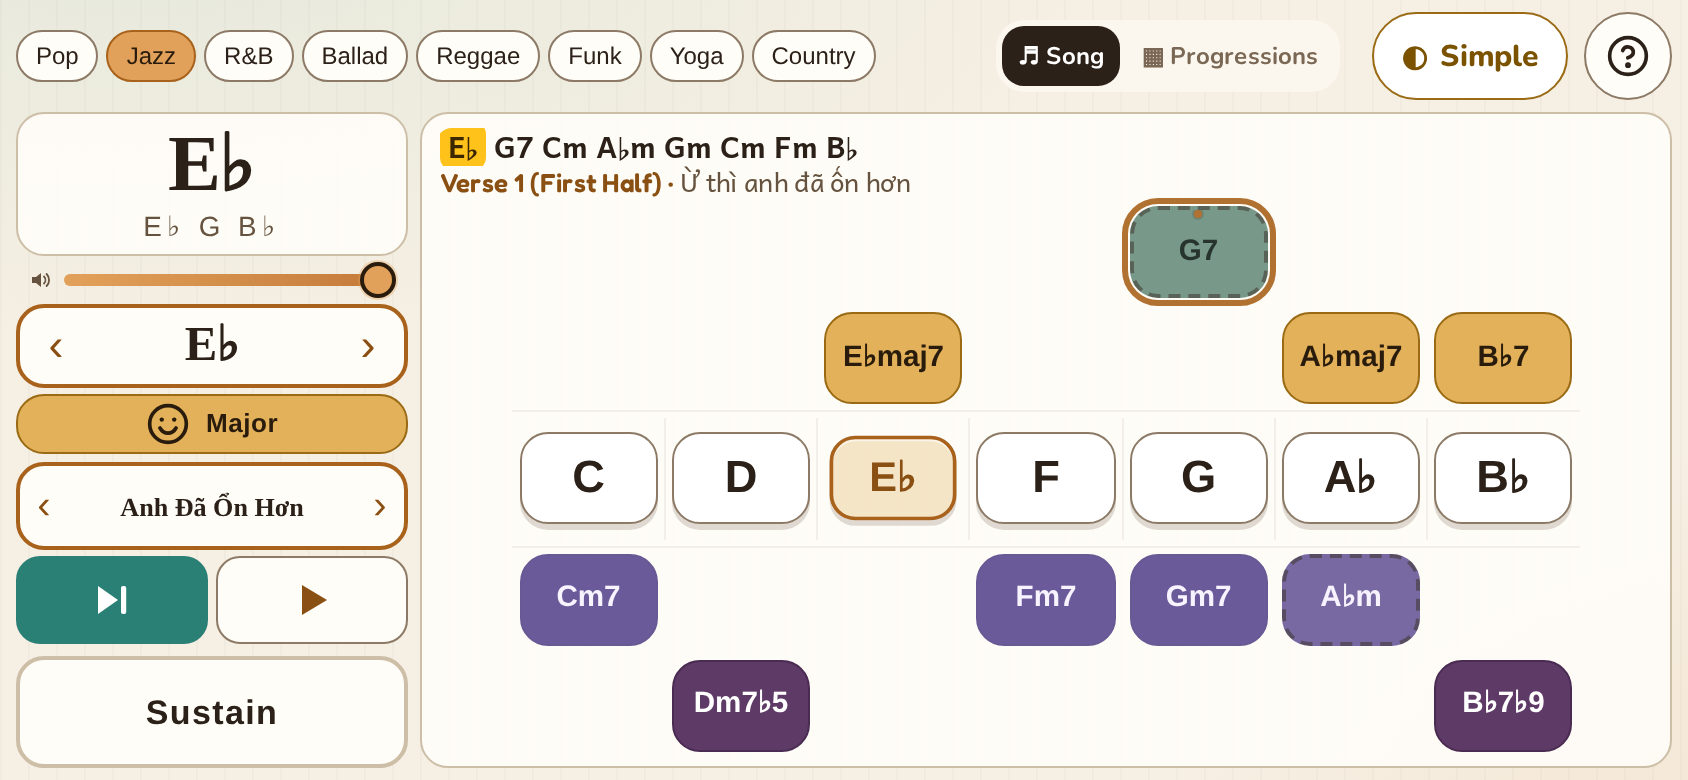 Pop Jazz R&B Ballad Reggae Funk Yoga Country Song Progressions Simple ?
E♭
E♭ G B♭
E♭
Major
Anh Đã Ổn Hơn
Sustain
E♭ G7 Cm A♭m Gm Cm Fm B♭
Verse 1 (First Half) · Ừ thì anh đã ổn hơn
G7
E♭maj7 A♭maj7 B♭7
C D E♭ F G A♭ B♭
Cm7 Fm7 Gm7 A♭m
Dm7♭5 B♭7♭9